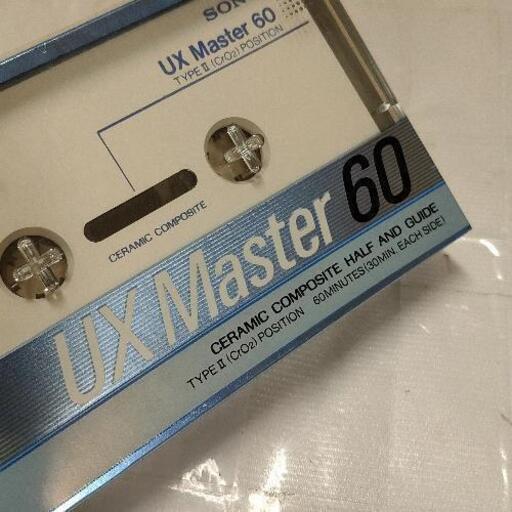 SON
UX Master 60
TYPE II (CrO2) POSITION
CERAMIC COMPOSITE
UX Master 60
CERAMIC COMPOSITE HALF AND GUIDE
TYPE II (CrO2) POSITION 60MINUTES (30MIN. EACH SIDE)